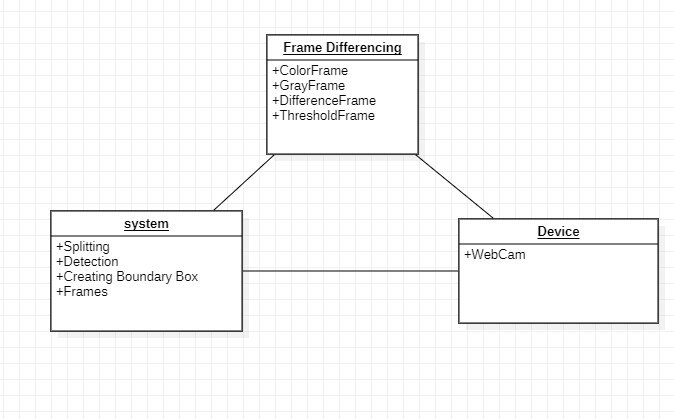 Frame Differencing
+ColorFrame
+GrayFrame
+DifferenceFrame
+ThresholdFrame
system
+Splitting
+Detection
+Creating Boundary Box
+Frames
Device
+WebCam